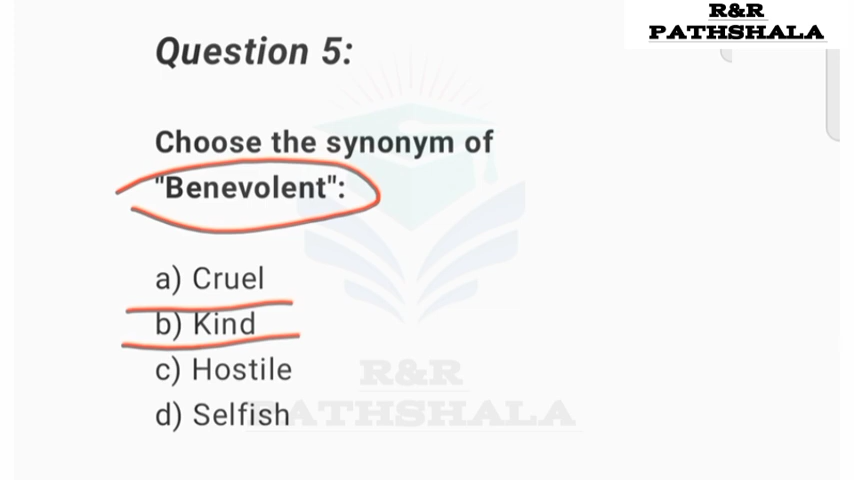 R&R
PATHSHALA
Question 5:
Choose the synonym of
"Benevolent":
a) Cruel
b) Kind
c) Hostile
d) Selfish
R&R
PATHSHALA